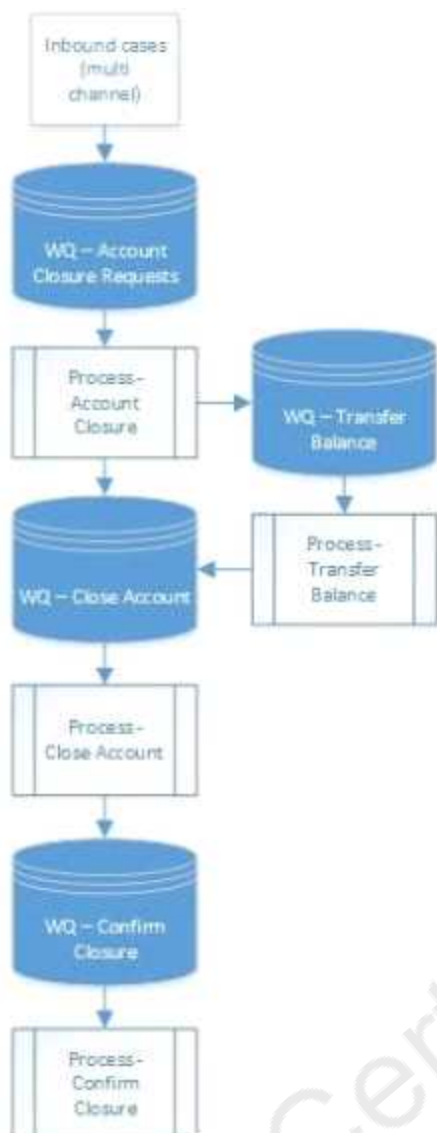 Inbound cases
(multi
channel)
WQ – Account
Closure Requests
Process-
Account
Closure
WQ – Transfer
Balance
Process-
Transfer
Balance
WQ – Close Account
Process-
Close Account
WQ – Confirm
Closure
Process-
Confirm
Closure
Cert